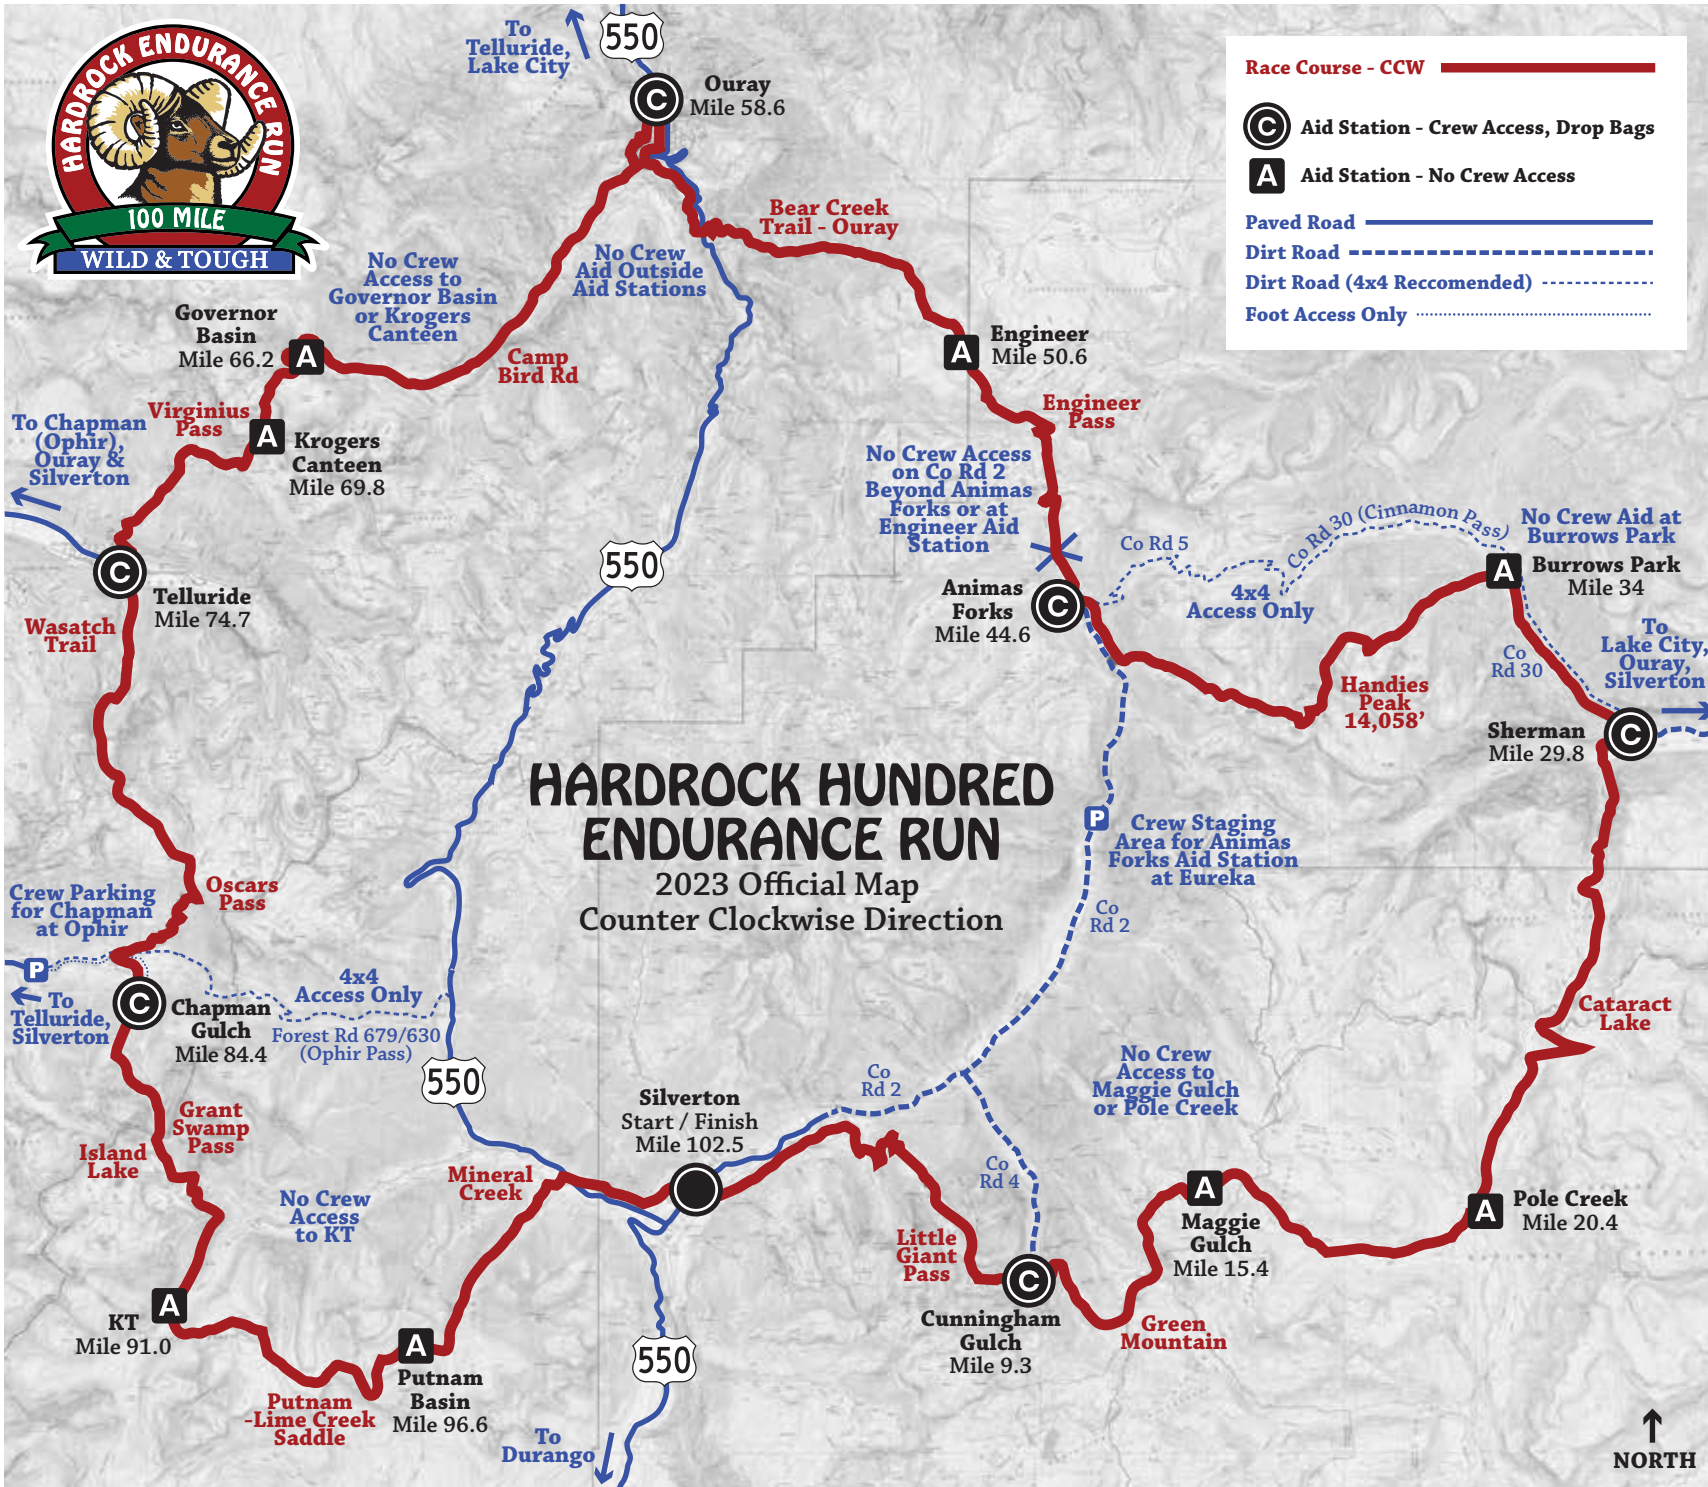 HARDROCK ENDURANCE RUN
100 MILE
WILD & TOUGH
To
Telluride,
Lake City
550
C
Ouray
Mile 58.6
Race Course - CCW
C
Aid Station - Crew Access, Drop Bags
A
Aid Station - No Crew Access
Paved Road
Dirt Road
Dirt Road (4x4 Reccomended)
Foot Access Only
Bear Creek
Trail - Ouray
No Crew
Aid Outside
Aid Stations
No Crew
Access to
Governor Basin
or Krogers
Canteen
Governor
Basin
Mile 66.2
A
Camp
Bird Rd
A
Engineer
Mile 50.6
Engineer
Pass
Virginius
Pass
A
Krogers
Canteen
Mile 69.8
To Chapman
(Ophir),
Ouray &
Silverton
No Crew Access
on Co Rd 2
Beyond Animas
Forks or at
Engineer Aid
Station
Co Rd 5
Co Rd 30 (Cinnamon Pass)
4x4
Access Only
No Crew Aid at
Burrows Park
A
Burrows Park
Mile 34
550
C
Telluride
Mile 74.7
Wasatch
Trail
Animas
Forks
Mile 44.6
C
Co
Rd 30
To
Lake City,
Ouray,
Silverton
Handies
Peak
14,058’
Sherman
Mile 29.8
C
HARDROCK HUNDRED
ENDURANCE RUN
2023 Official Map
Counter Clockwise Direction
P
Crew Staging
Area for Animas
Forks Aid Station
at Eureka
Co
Rd 2
Oscars
Pass
Crew Parking
for Chapman
at Ophir
P
To
Telluride,
Silverton
C
Chapman
Gulch
Mile 84.4
4x4
Access Only
Forest Rd 679/630
(Ophir Pass)
550
Cataract
Lake
No Crew
Access to
Maggie Gulch
or Pole Creek
Co
Rd 2
Silverton
Start / Finish
Mile 102.5
Grant
Swamp
Pass
Island
Lake
Mineral
Creek
No Crew
Access
to KT
Co
Rd 4
Little
Giant
Pass
A
Maggie
Gulch
Mile 15.4
A
Pole Creek
Mile 20.4
C
Cunningham
Gulch
Mile 9.3
Green
Mountain
A
KT
Mile 91.0
A
Putnam
Basin
Mile 96.6
Putnam
-Lime Creek
Saddle
550
To
Durango
NORTH